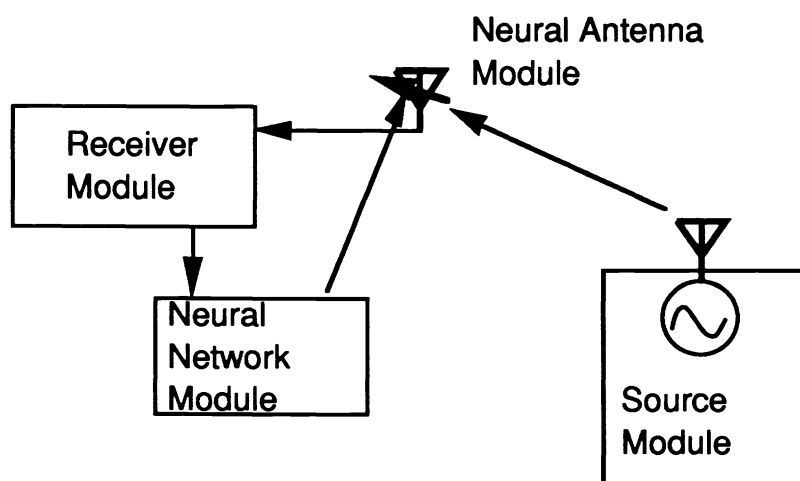 Neural Antenna
Module
Receiver
Module
Neural
Network
Module
Source
Module